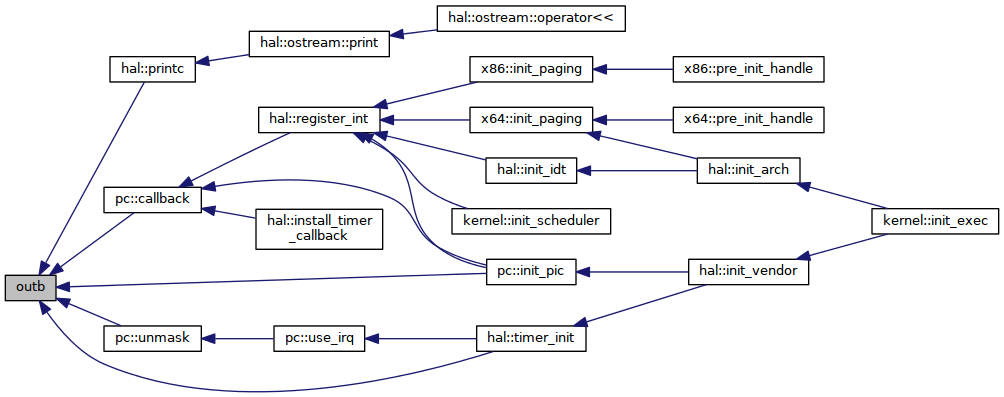 hal::ostream::operator<<
hal::ostream::print
hal::printc
x86::init_paging
x86::pre_init_handle
hal::register_int
x64::init_paging
x64::pre_init_handle
hal::init_idt
hal::init_arch
pc::callback
hal::install_timer
_callback
kernel::init_scheduler
kernel::init_exec
outb
pc::init_pic
hal::init_vendor
pc::unmask
pc::use_irq
hal::timer_init